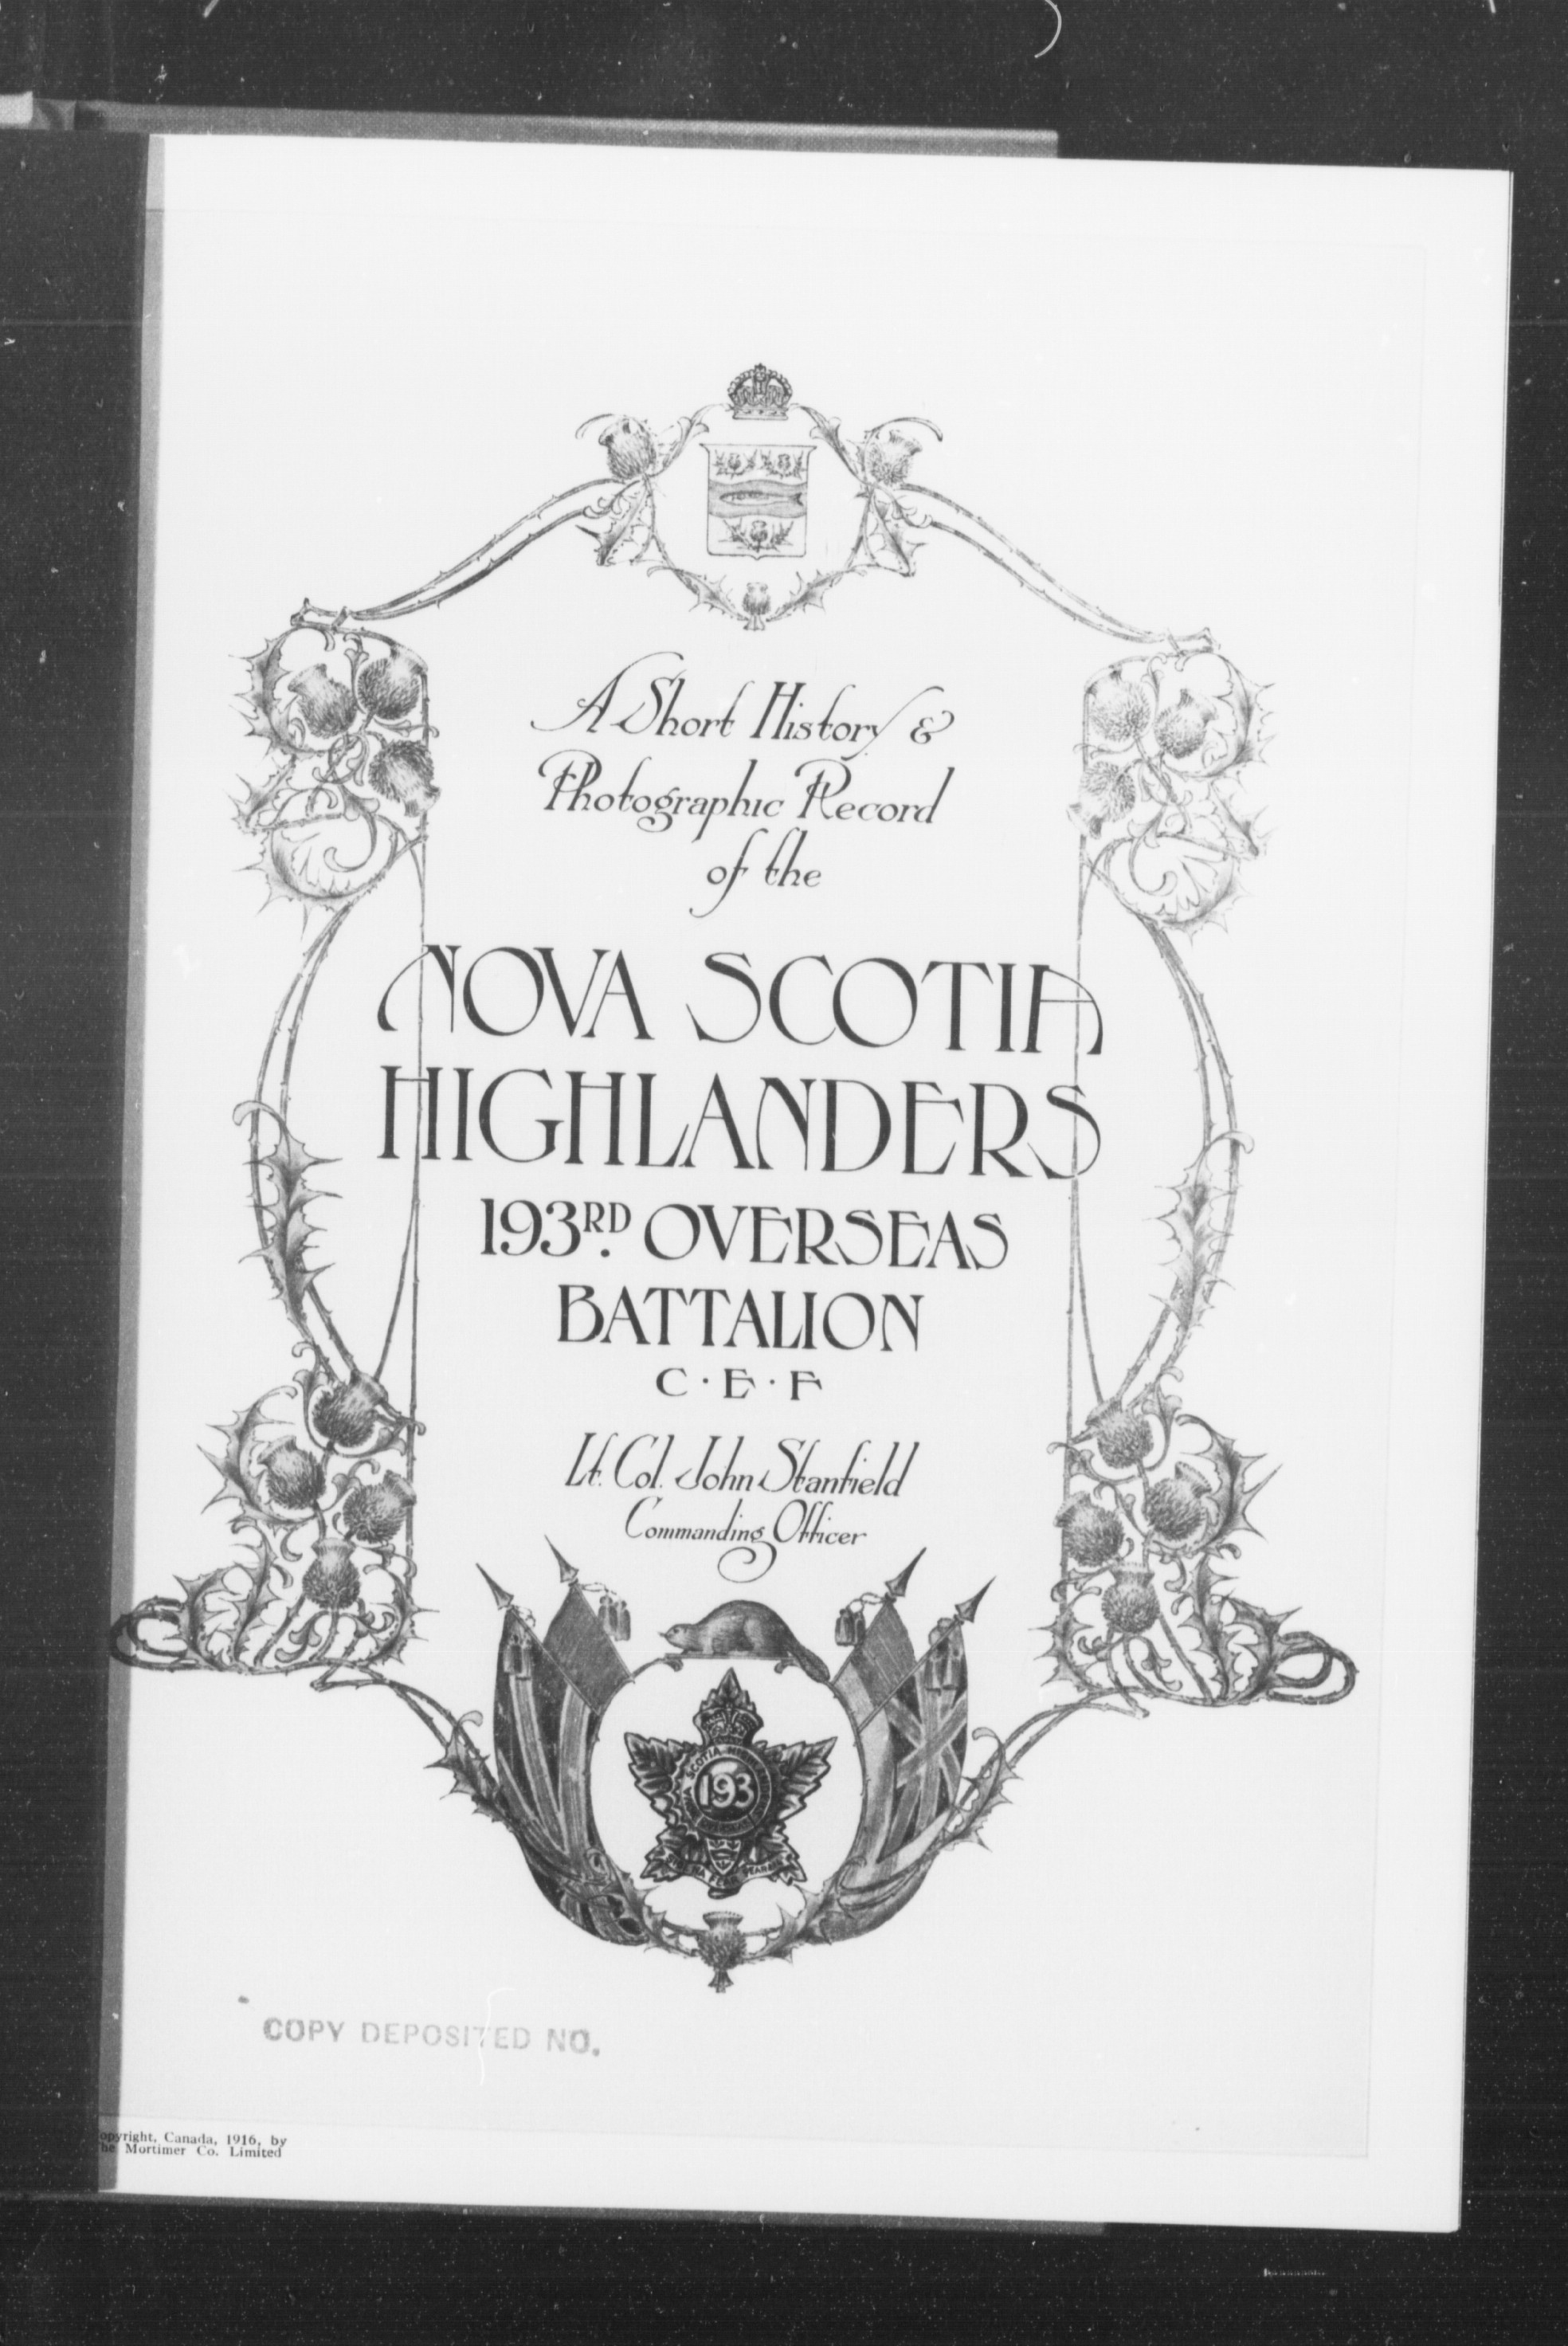 A Short History &
Photographic Record
of the
NOVA SCOTIA
HIGHLANDERS
193RD. OVERSEAS
BATTALION
C·E·F
Lt. Col. John Stanfield
Commanding Officer
SCOTIA
193
COPY DEPOSITED NO.
opyright, Canada, 1916, by
he Mortimer Co. Limited